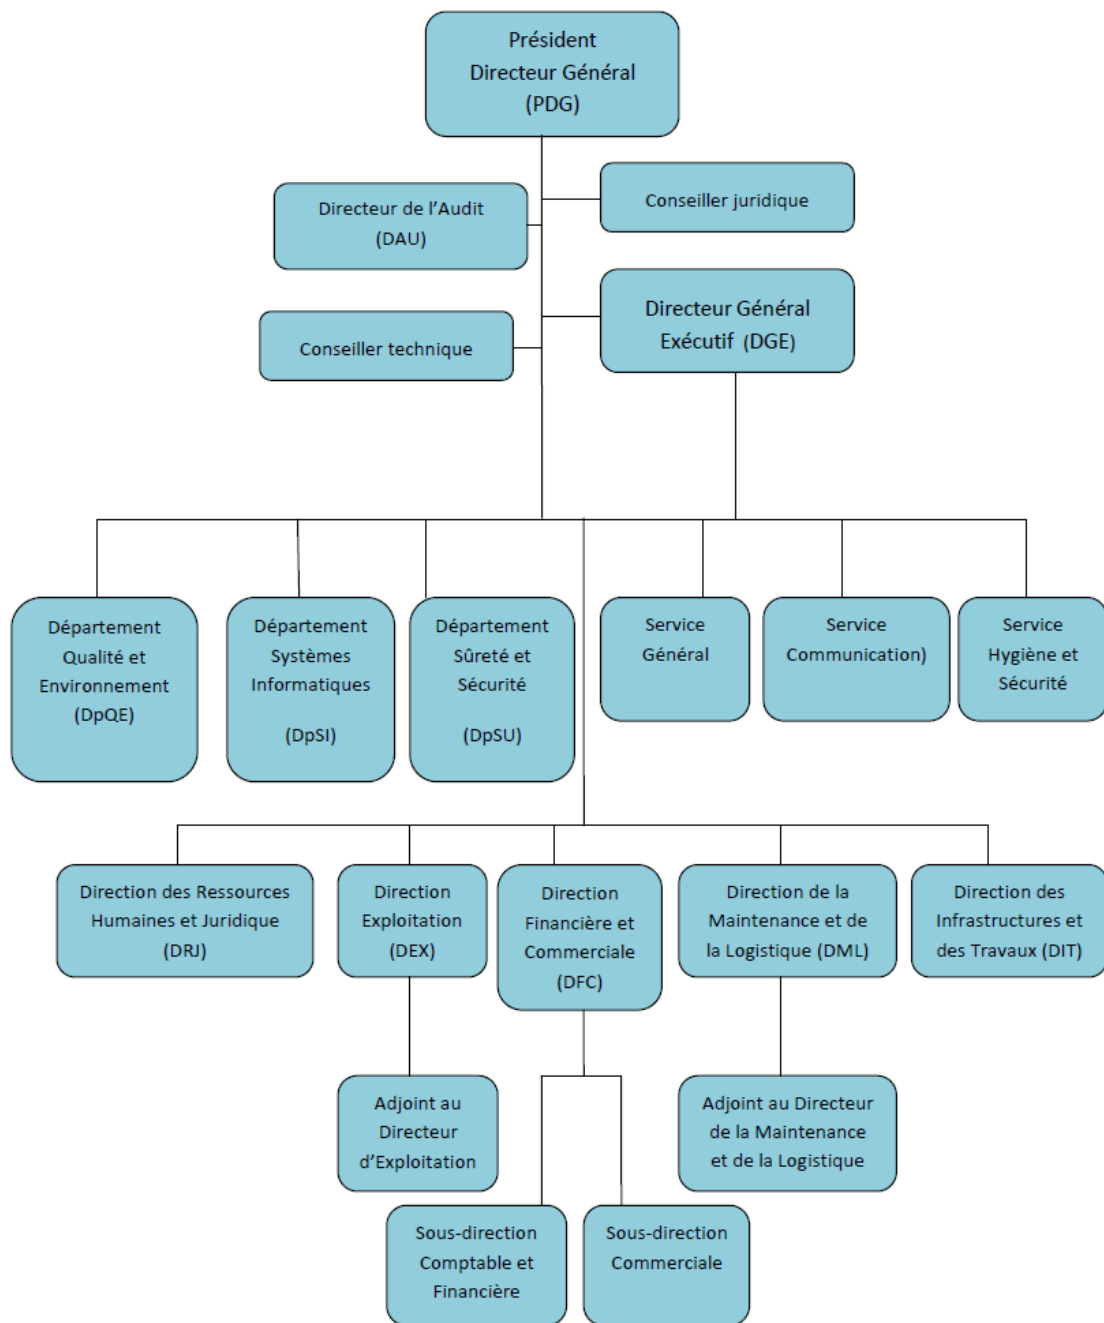 Président
Directeur Général
(PDG)
Directeur de l’Audit
(DAU)
Conseiller juridique
Directeur Général
Exécutif (DGE)
Conseiller technique
Département
Qualité et
Environnement
(DpQE)
Département
Systèmes
Informatiques
(DpSI)
Département
Sûreté et
Sécurité
(DpSU)
Service
Général
Service
Communication)
Service
Hygiène et
Sécurité
Direction des Ressources
Humaines et Juridique
(DRJ)
Direction
Exploitation
(DEX)
Direction
Financière et
Commerciale
(DFC)
Direction de la
Maintenance et de
la Logistique (DML)
Direction des
Infrastructures et
des Travaux (DIT)
Adjoint au
Directeur
d’Exploitation
Adjoint au Directeur
de la Maintenance
et de la Logistique
Sous-direction
Comptable et
Financière
Sous-direction
Commerciale